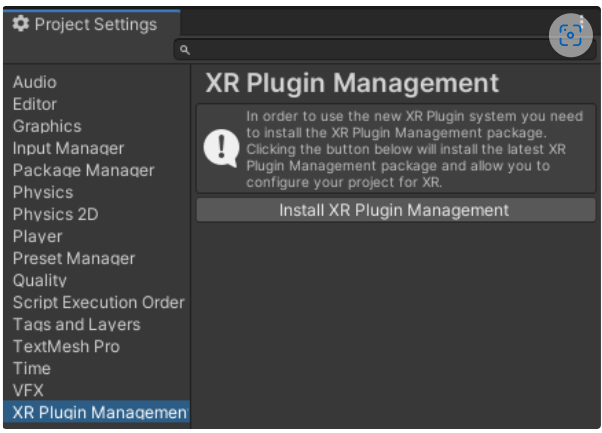 Project Settings
Audio
Editor
Graphics
Input Manager
Package Manager
Physics
Physics 2D
Player
Preset Manager
Quality
Script Execution Order
Tags and Layers
TextMesh Pro
Time
VFX
XR Plugin Managemen
XR Plugin Management
In order to use the new XR Plugin system you need
to install the XR Plugin Management package.
Clicking the button below will install the latest XR
Plugin Management package and allow you to
configure your project for XR.
Install XR Plugin Management